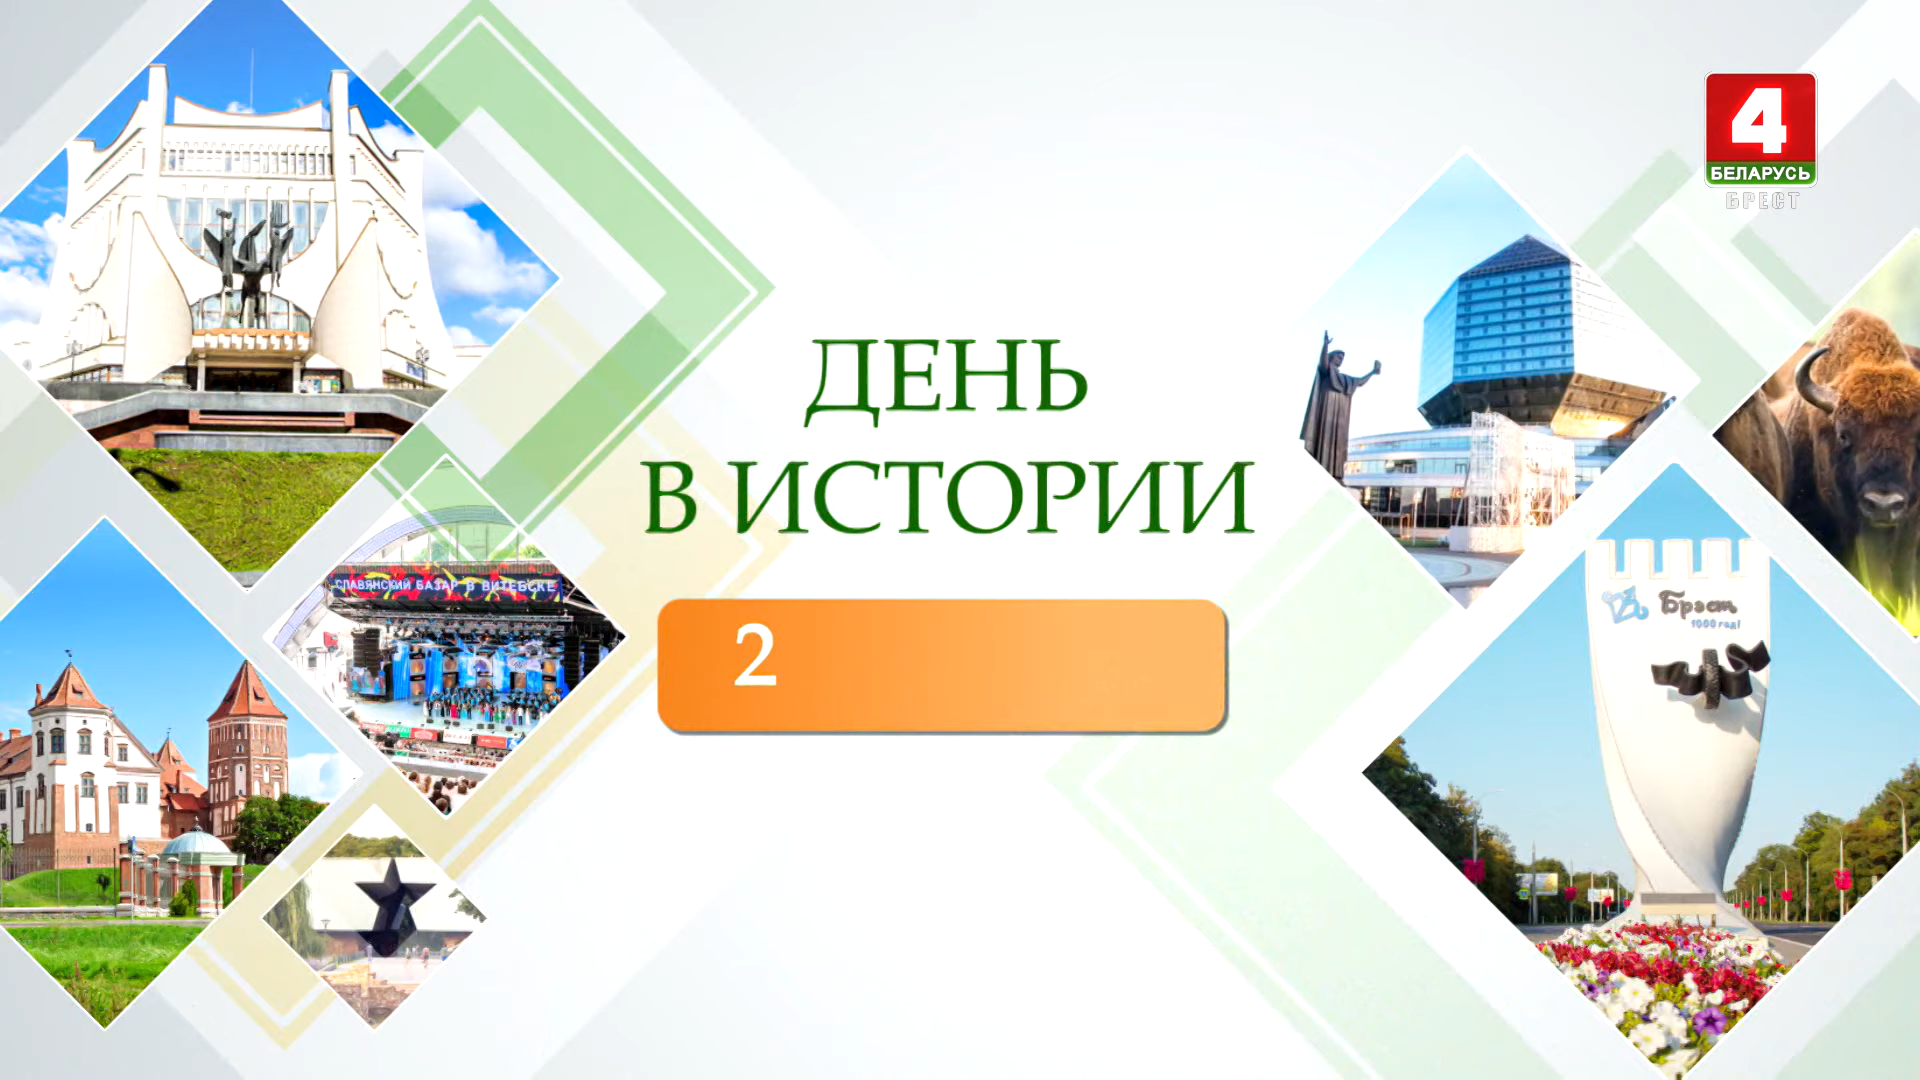 4
БЕЛАРУСЬ
БРЕСТ
ДЕНЬ
В ИСТОРИИ
2
СЛАВЯНСКИЙ БАЗАР В ВИТЕБСКЕ
Брэст
1000 год!